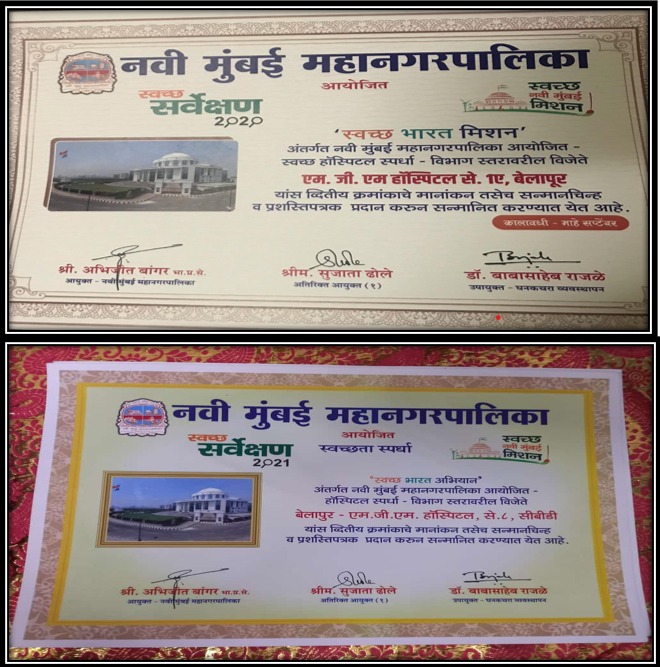 नवी मुंबई महानगरपालिका
आयोजित
स्वच्छ
सर्वेक्षण
2020
स्वच्छ
नवी मुंबई
मिशन
'स्वच्छ भारत मिशन'
अंतर्गत नवी मुंबई महानगरपालिका आयोजित -
स्वच्छ हॉस्पिटल स्पर्धा - विभाग स्तरावरील विजेते
एम. जी. एम हॉस्पिटल से. १ए, बेलापूर
यांस व्दितीय क्रमांकाचे मानांकन तसेच सन्मानचिन्ह
व प्रशस्तिपत्रक प्रदान करुन सन्मानित करण्यात येत आहे.
कालावधी - माहे सप्टेंबर
श्री. अभिजीत बांगर भा.प्र.से.
आयुक्त - नवी मुंबई महानगरपालिका
श्रीम. सुजाता ढोले
अतिरिक्त आयुक्त (१)
डॉ. बाबासाहेब राजळे
उपायुक्त - घनकचरा व्यवस्थापन
नवी मुंबई महानगरपालिका
आयोजित
स्वच्छता स्पर्धा
स्वच्छ
सर्वेक्षण
2021
स्वच्छ
नवी मुंबई
मिशन
'स्वच्छ भारत अभियान'
अंतर्गत नवी मुंबई महानगरपालिका आयोजित -
हॉस्पिटल स्पर्धा - विभाग स्तरावरील विजेते
बेलापूर - एम.जी.एम. हॉस्पिटल, से.८, सीबीडी
यांस व्दितीय क्रमांकाचे मानांकन तसेच सन्मानचिन्ह
व प्रशस्तिपत्रक प्रदान करुन सन्मानित करण्यात येत आहे.
श्री. अभिजीत बांगर भा.प्र.से.
आयुक्त - नवी मुंबई महानगरपालिका
श्रीम. सुजाता ढोले
अतिरिक्त आयुक्त (१)
डॉ. बाबासाहेब राजळे
उपायुक्त - घनकचरा व्यवस्थापन